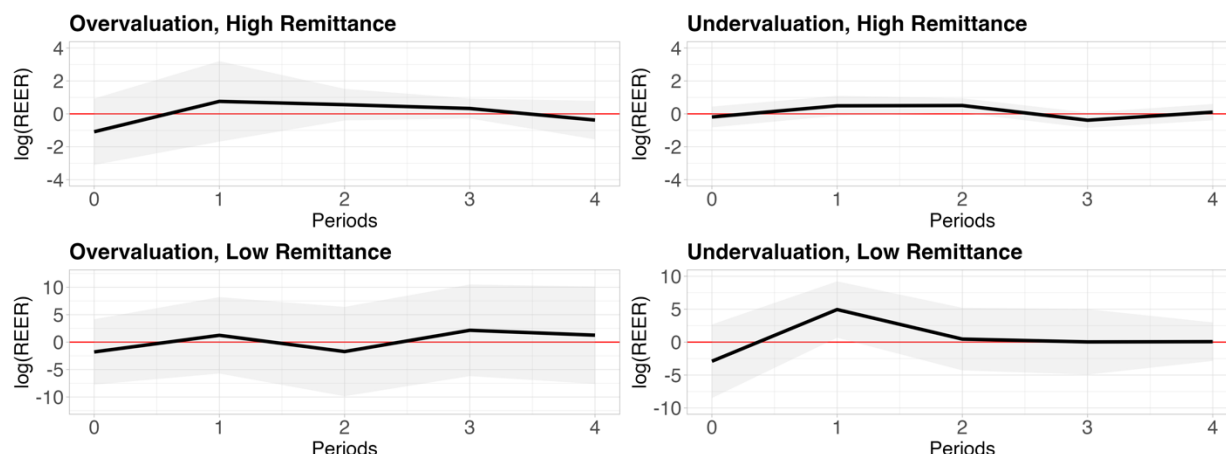 Overvaluation, High Remittance
log(REER)
4
2
0
-2
-4
0 1 2 3 4
Periods
Undervaluation, High Remittance
log(REER)
4
2
0
-2
-4
0 1 2 3 4
Periods
Overvaluation, Low Remittance
log(REER)
10
5
0
-5
-10
0 1 2 3 4
Periods
Undervaluation, Low Remittance
log(REER)
10
5
0
-5
-10
0 1 2 3 4
Periods